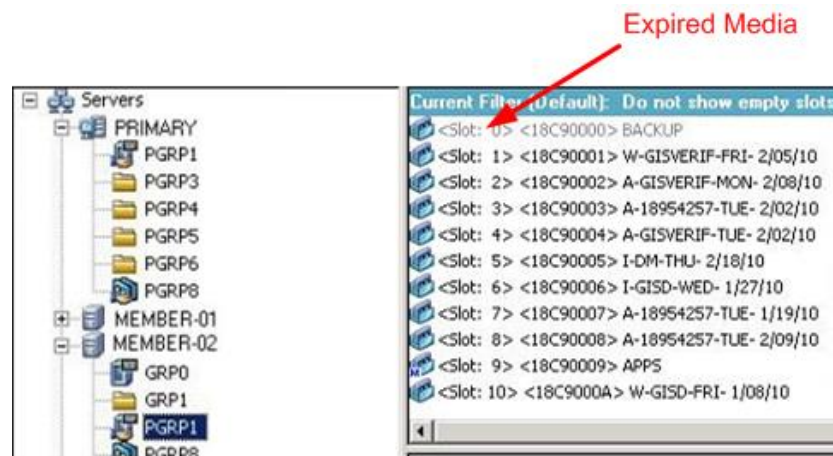 Expired Media
Servers
PRIMARY
PGRP1
PGRP3
PGRP4
PGRP5
PGRP6
PGRP8
MEMBER-01
MEMBER-02
GRP0
GRP1
PGRP1
PGRP8
Current Filter (Default): Do not show empty slots
<Slot: 0> <18C90000> BACKUP
<Slot: 1> <18C90001> W-GISVERIF-FRI- 2/05/10
<Slot: 2> <18C90002> A-GISVERIF-MON- 2/08/10
<Slot: 3> <18C90003> A-18954257-TUE- 2/02/10
<Slot: 4> <18C90004> A-GISVERIF-TUE- 2/02/10
<Slot: 5> <18C90005> I-DM-THU- 2/18/10
<Slot: 6> <18C90006> I-GISD-WED- 1/27/10
<Slot: 7> <18C90007> A-18954257-TUE- 1/19/10
<Slot: 8> <18C90008> A-18954257-TUE- 2/09/10
<Slot: 9> <18C90009> APPS
<Slot: 10> <18C9000A> W-GISD-FRI- 1/08/10